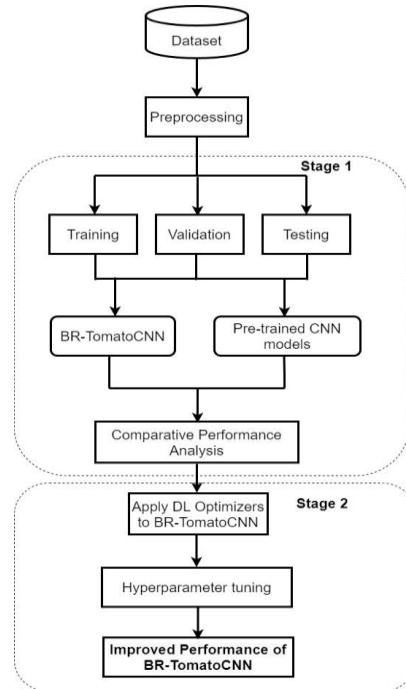 Dataset
Preprocessing
Stage 1
Training
Validation
Testing
BR-TomatoCNN
Pre-trained CNN
models
Comparative Performance
Analysis
Stage 2
Apply DL Optimizers
to BR-TomatoCNN
Hyperparameter tuning
Improved Performance of
BR-TomatoCNN